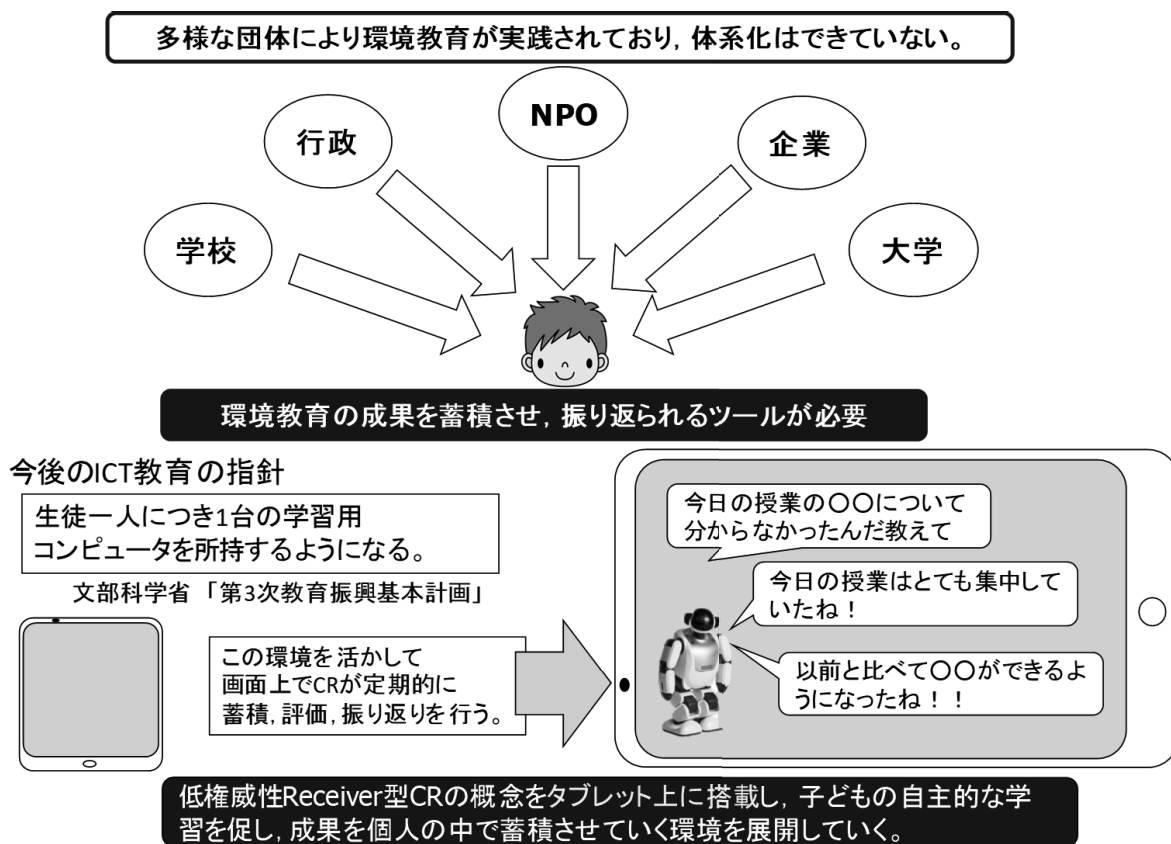 多様な団体により環境教育が実践されており, 体系化はできていない。
NPO
行政
企業
学校
大学
環境教育の成果を蓄積させ, 振り返られるツールが必要
今後のICT教育の指針
生徒一人につき1台の学習用
コンピュータを所持するようになる。
文部科学省 「第3次教育振興基本計画」
この環境を活かして
画面上でCRが定期的に
蓄積, 評価, 振り返りを行う。
今日の授業の〇〇について
分からなかったんだ教えて
今日の授業はとても集中して
いたね！
以前と比べて〇〇ができるよ
うになったね！！
低権威性Receiver型CRの概念をタブレット上に搭載し, 子どもの自主的な学
習を促し, 成果を個人の中で蓄積させていく環境を展開していく。